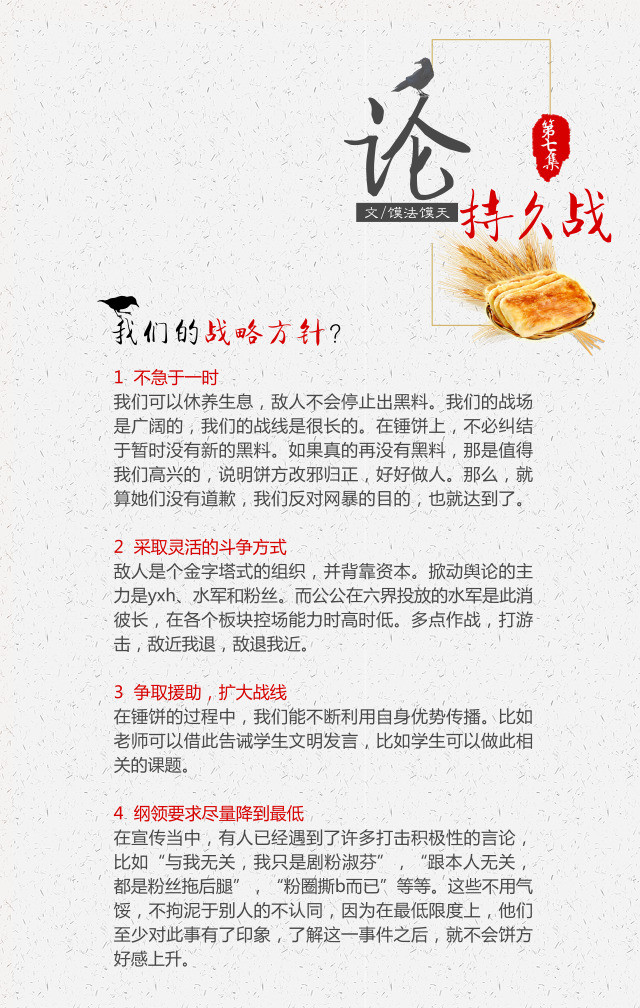 论
第七集
文/馍法馍天
持久战
我们的战略方针?
1 不急于一时
我们可以休养生息，敌人不会停止出黑料。我们的战场
是广阔的，我们的战线是很长的。在锤饼上，不必纠结
于暂时没有新的黑料。如果真的再没有黑料，那是值得
我们高兴的，说明饼方改邪归正，好好做人。那么，就
算她们没有道歉，我们反对网暴的目的，也就达到了。
2 采取灵活的斗争方式
敌人是个金字塔式的组织，并背靠资本。掀动舆论的主
力是yxh、水军和粉丝。而公公在六界投放的水军是此消
彼长，在各个板块控场能力时高时低。多点作战，打游
击，敌近我退，敌退我近。
3 争取援助，扩大战线
在锤饼的过程中，我们能不断利用自身优势传播。比如
老师可以借此告诫学生文明发言，比如学生可以做此相
关的课题。
4 纲领要求尽量降到最低
在宣传当中，有人已经遇到了许多打击积极性的言论，
比如“与我无关，我只是剧粉淑芬”，“跟本人无关，
都是粉丝拖后腿”，“粉圈撕b而已”等等。这些不用气
馁，不拘泥于别人的不认同，因为在最低限度上，他们
至少对此事有了印象，了解这一事件之后，就不会饼方
好感上升。